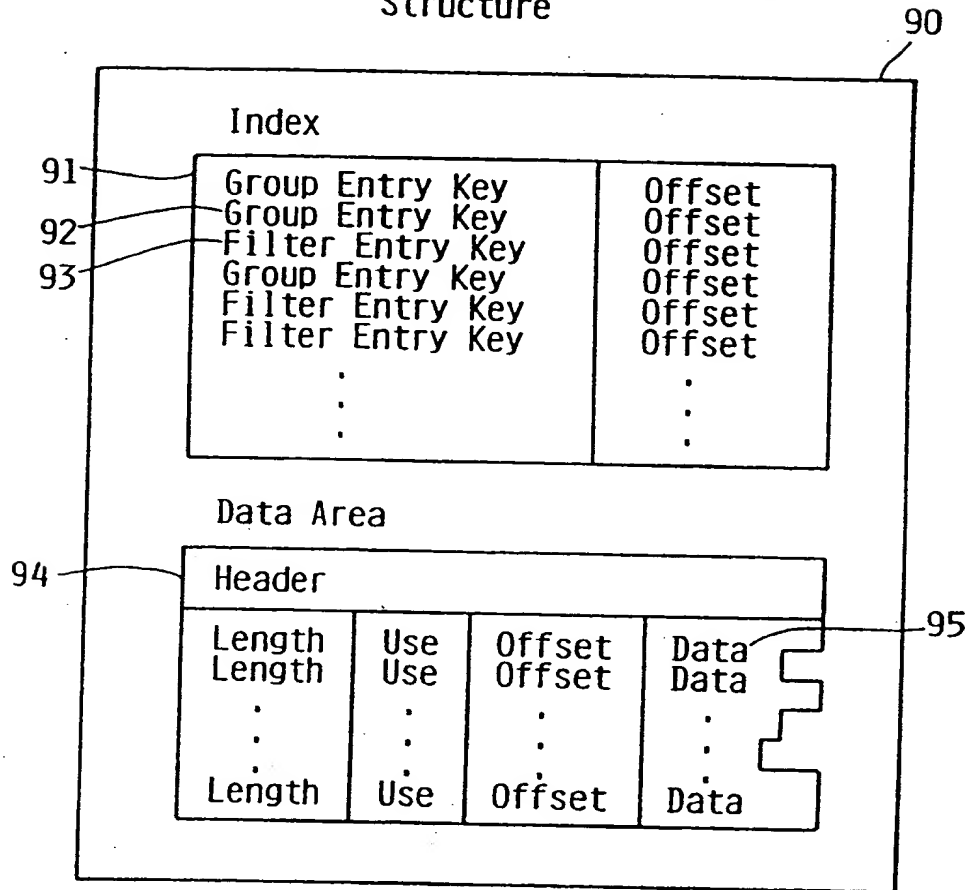 Structure
90
Index
91
Group Entry Key Offset
92
Group Entry Key Offset
93
Filter Entry Key Offset
Group Entry Key Offset
Filter Entry Key Offset
Filter Entry Key Offset
Data Area
94
Header
Length Use Offset Data
95
Length Use Offset Data
Length Use Offset Data